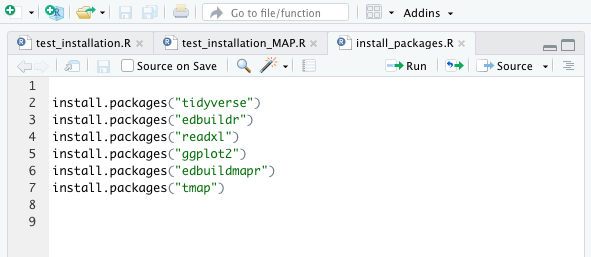 Go to file/function
Addins
test_installation.R
test_installation_MAP.R
install_packages.R
Source on Save
Run
Source
1
2 install.packages("tidyverse")
3 install.packages("edbuildr")
4 install.packages("readxl")
5 install.packages("ggplot2")
6 install.packages("edbuildmapr")
7 install.packages("tmap")
8
9